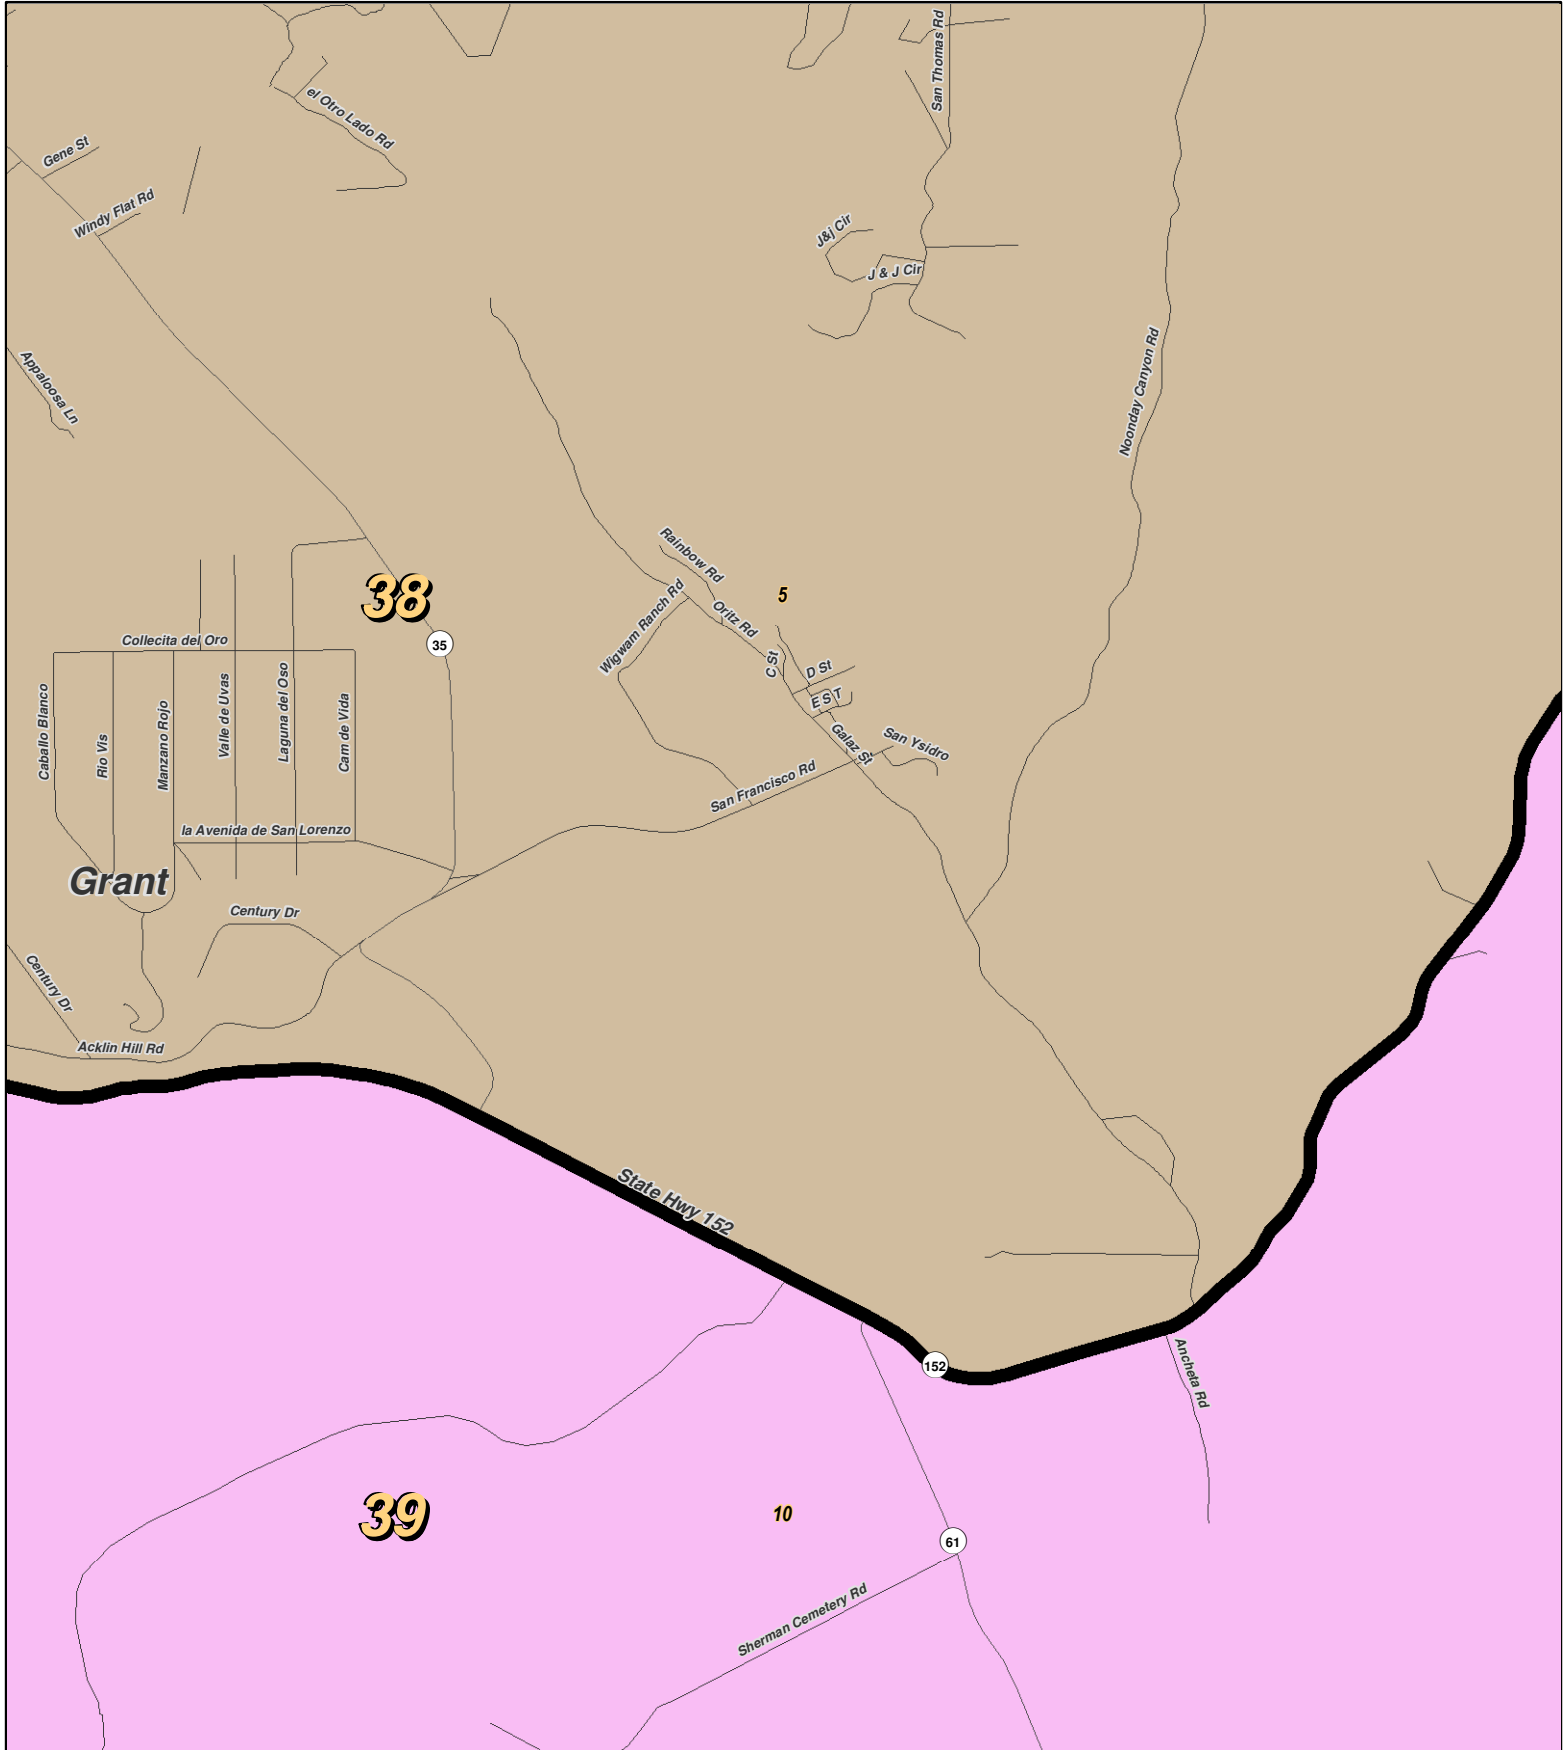 San Thomas Rd
el Otro Lado Rd
Gene St
Windy Flat Rd
J&j Cir
J & J Cir
Appaloosa Ln
Noonday Canyon Rd
Rainbow Rd
38
5
Wigwam Ranch Rd
Oritz Rd
35
Collecita del Oro
C St
D St
E S T
Caballo Blanco
Rio Vis
Manzano Rojo
Valle de Uvas
Laguna del Oso
Cam de Vida
Galaz St
San Ysidro
San Francisco Rd
la Avenida de San Lorenzo
Grant
Century Dr
Century Dr
Acklin Hill Rd
State Hwy 152
152
Ancheta Rd
39
10
61
Sherman Cemetery Rd